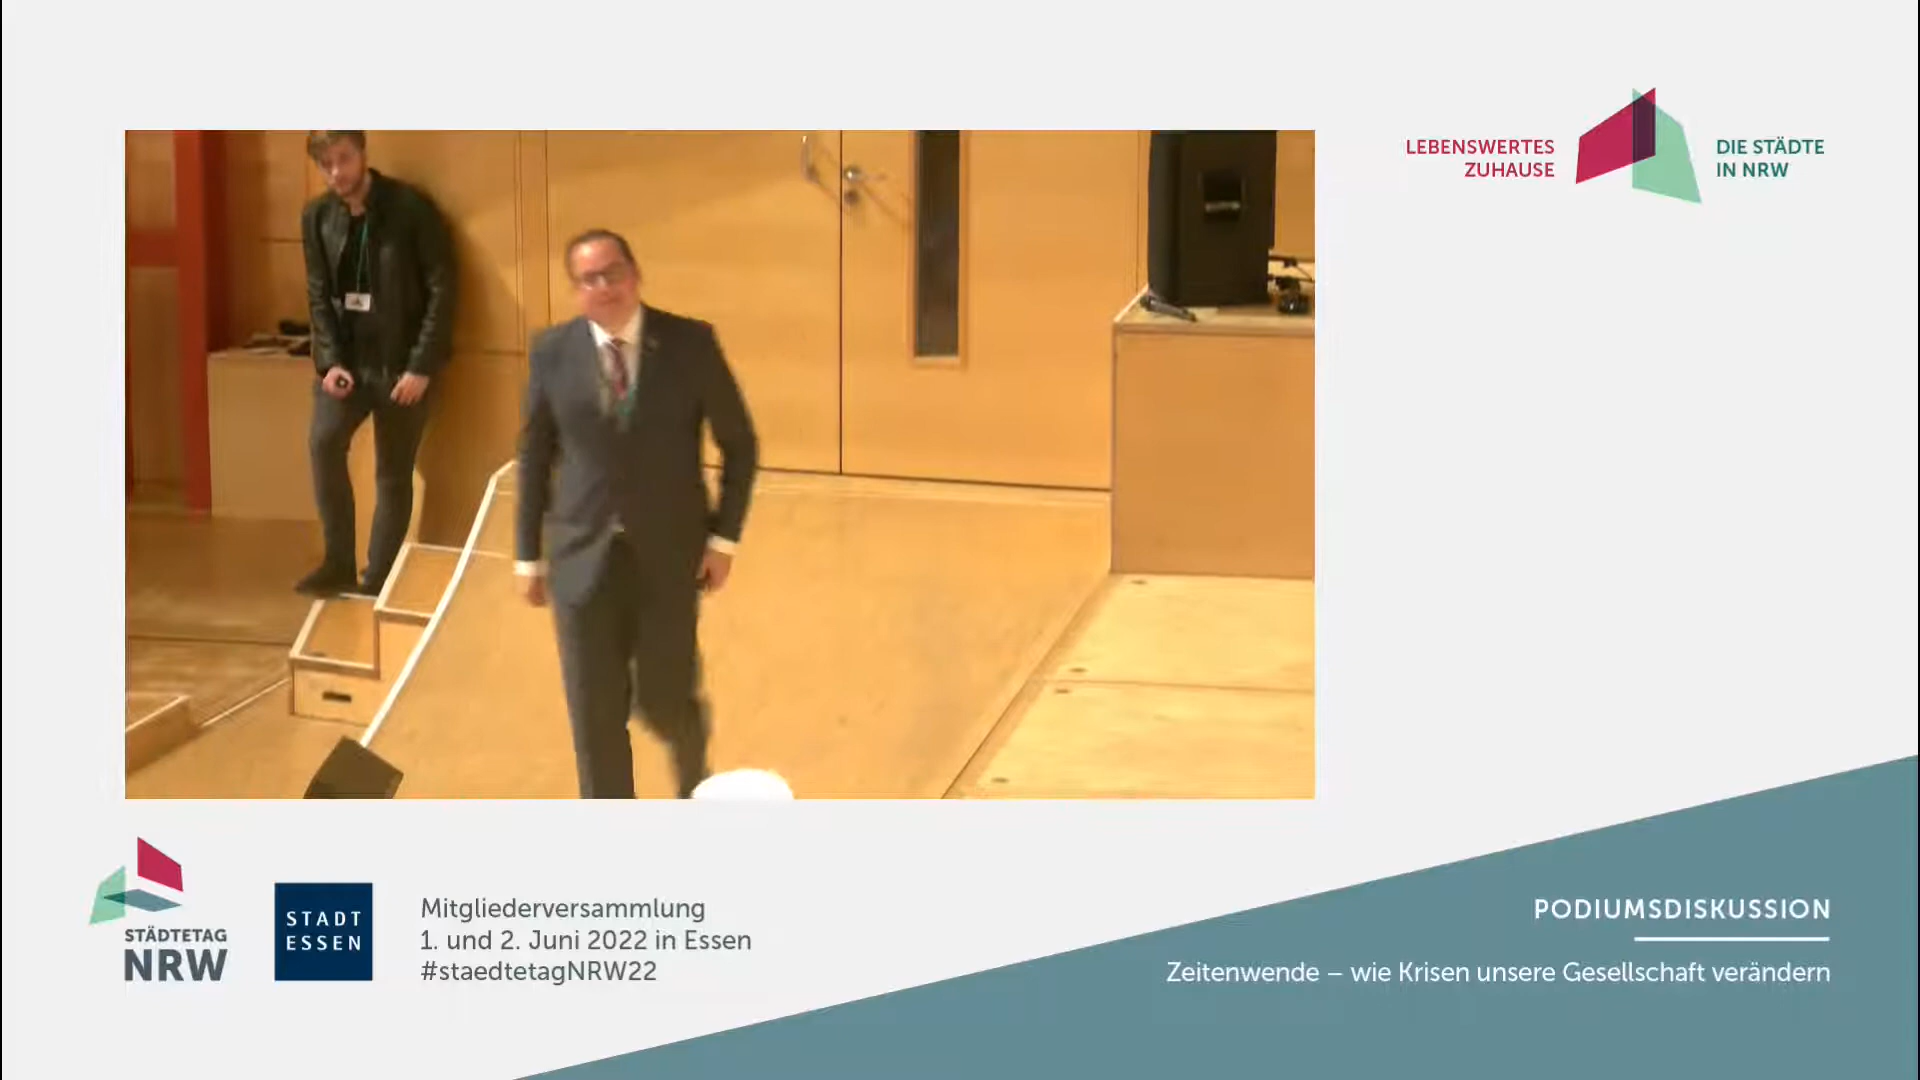 LEBENSWERTES
ZUHAUSE
DIE STÄDTE
IN NRW
STÄDTETAG
NRW
STADT
ESSEN
Mitgliederversammlung
1. und 2. Juni 2022 in Essen
#staedtetagNRW22
PODIUMSDISKUSSION
Zeitenwende – wie Krisen unsere Gesellschaft verändern